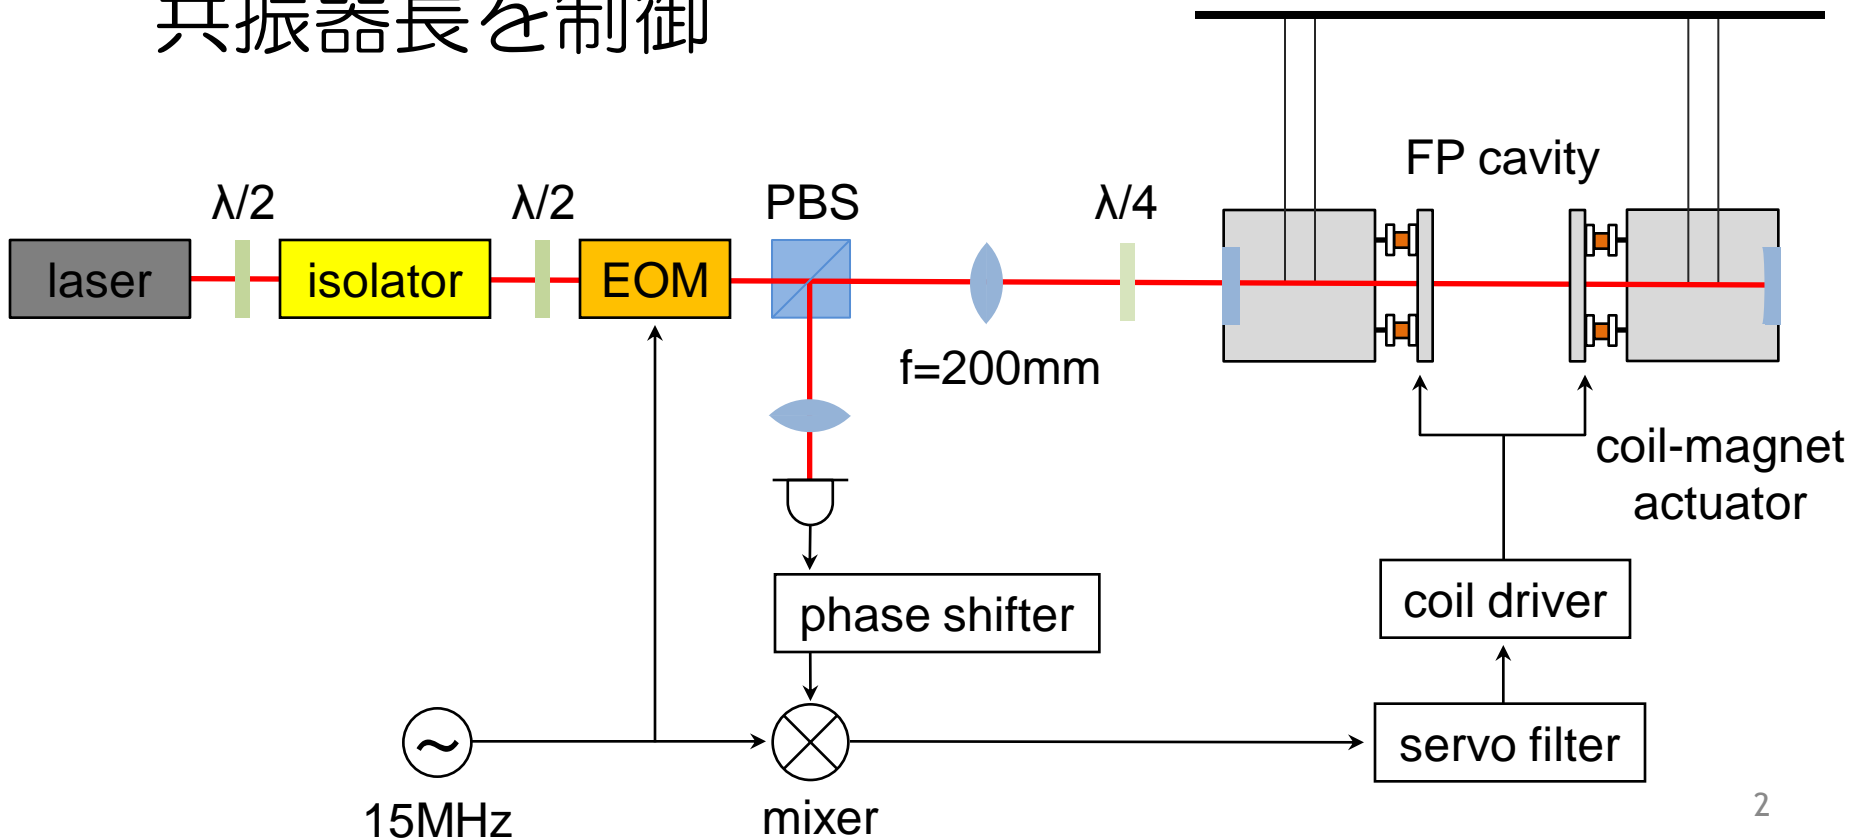 共振器長を制御
FP cavity
λ/2
λ/2
PBS
λ/4
laser
isolator
EOM
f=200mm
coil-magnet
actuator
phase shifter
coil driver
~
servo filter
15MHz
mixer
2